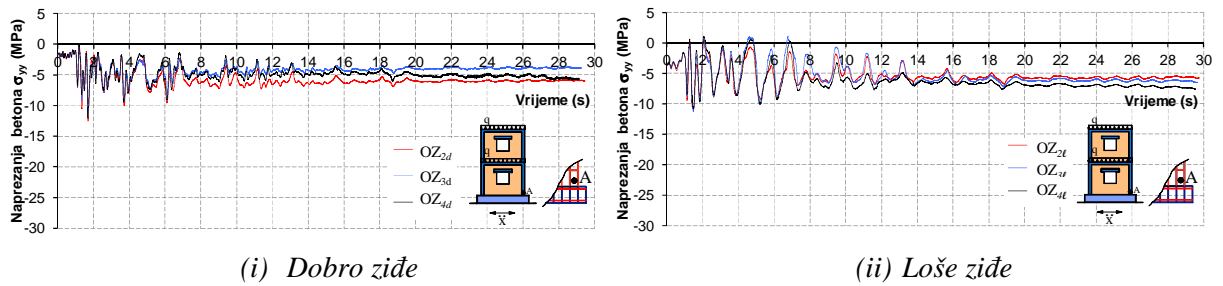 Naprezanja betona σyy (MPa)
5
0
-5
-10
-15
-20
-25
-30
0 2 4 6 8 10 12 14 16 18 20 22 24 26 28 30
Vrijeme (s)
OZ2d
OZ3d
OZ4d
q
q
A
ẍ
A
(i) Dobro ziđe
Naprezanja betona σyy (MPa)
5
0
-5
-10
-15
-20
-25
-30
0 2 4 6 8 10 12 14 16 18 20 22 24 26 28 30
Vrijeme (s)
OZ2ℓ
OZ3ℓ
OZ4ℓ
q
q
A
ẍ
A
(ii) Loše ziđe